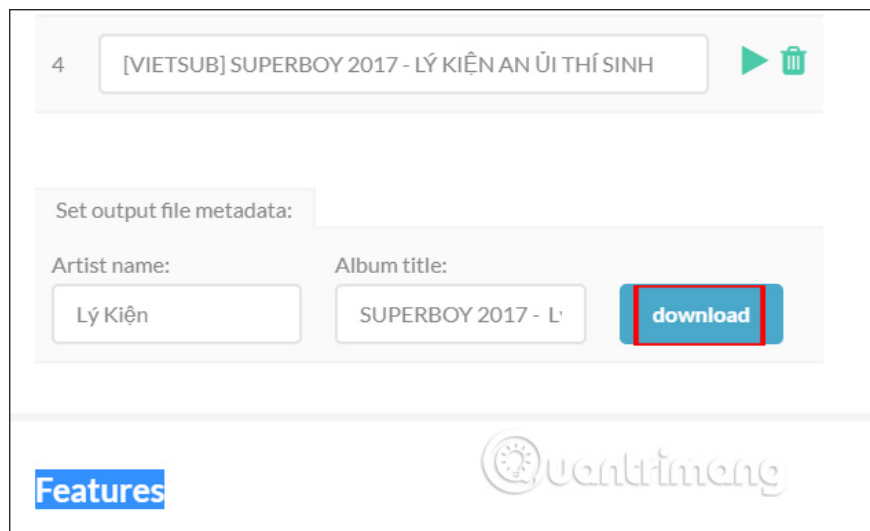 4 [VIETSUB] SUPERBOY 2017 - LÝ KIỆN AN ỦI THÍ SINH
Set output file metadata:
Artist name: Album title:
Lý Kiện SUPERBOY 2017 - L download
Features
Quantrimang